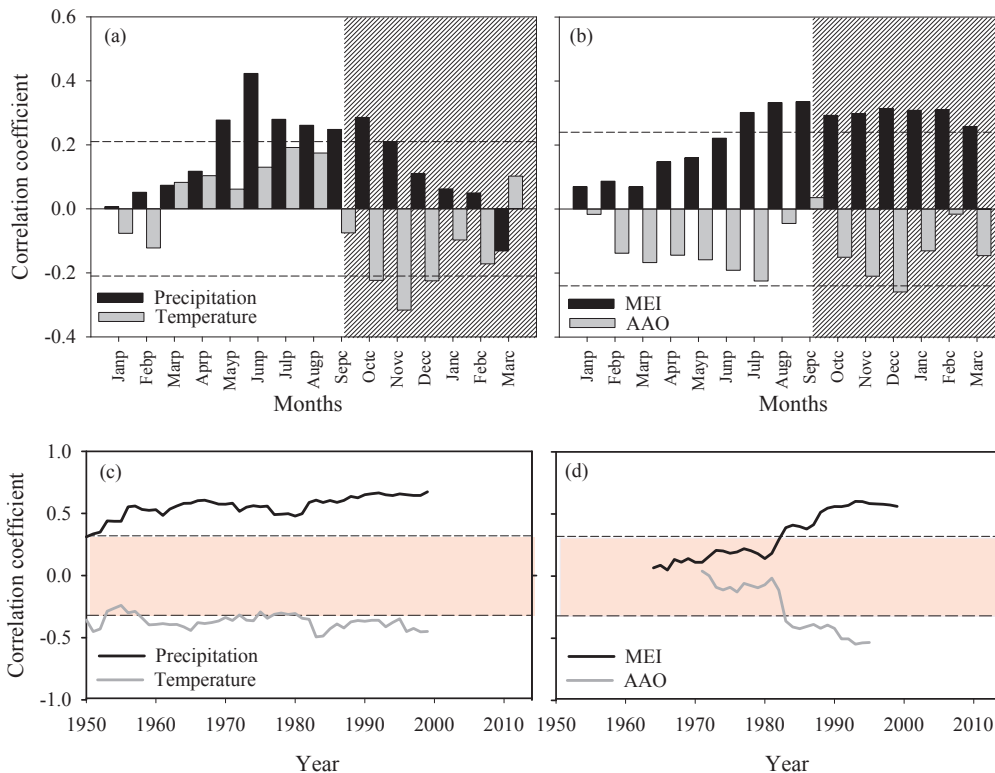 (a)
(b)
Correlation coefficient
0.6
0.4
0.2
0.0
-0.2
-0.4
Precipitation
Temperature
MEI
AAO
Janp
Febp
Marp
Aprp
Mayp
Junp
Julp
Augp
Sepc
Octc
Novc
Decc
Janc
Febc
Marc
Janp
Febp
Marp
Aprp
Mayp
Junp
Julp
Augp
Sepc
Octc
Novc
Decc
Janc
Febc
Marc
Months
Months
(c)
(d)
Correlation coefficient
1.0
0.5
0.0
-0.5
-1.0
Precipitation
Temperature
MEI
AAO
1950 1960 1970 1980 1990 2000 2010
1950 1960 1970 1980 1990 2000 2010
Year
Year